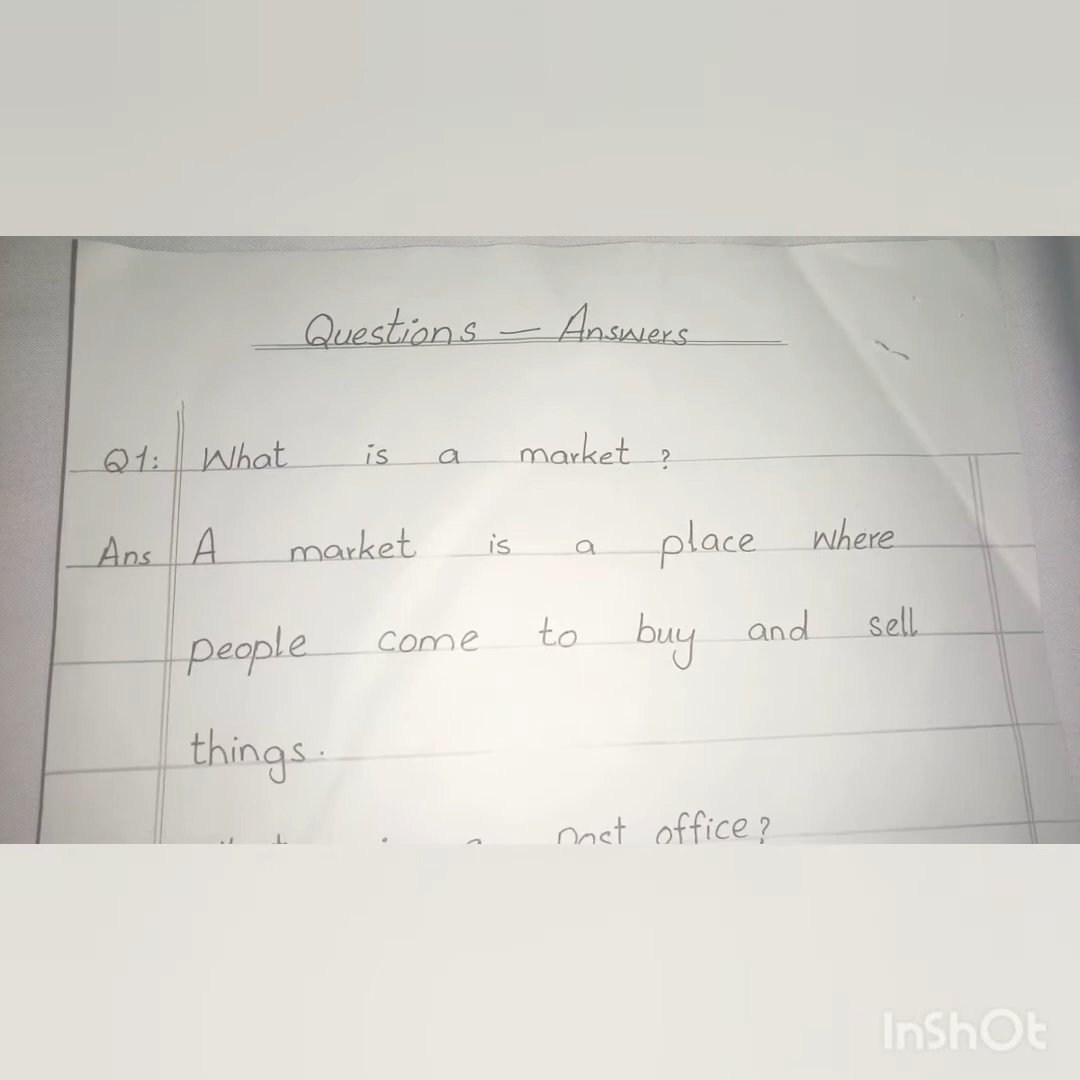 Questions — Answers
Q1: What is a market ?
Ans A market is a place where
people come to buy and sell
things.
office?
InShOt